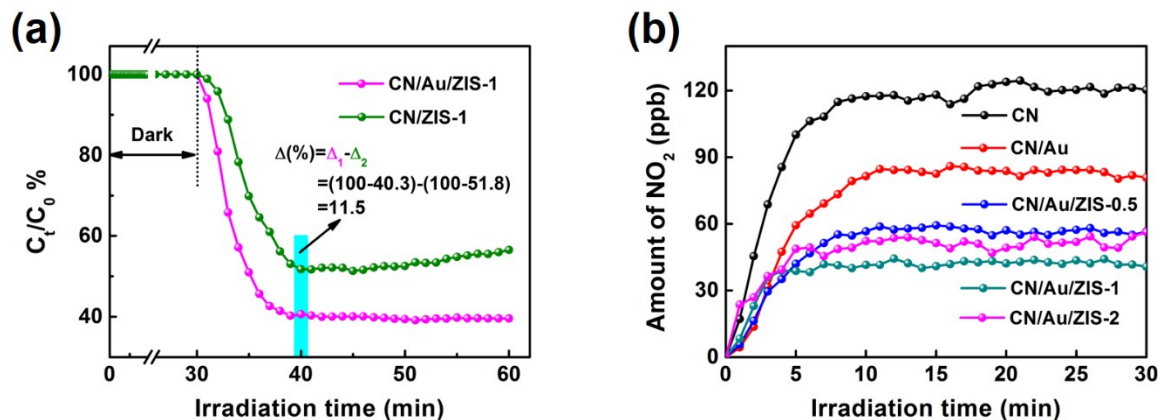 (a)
C_t/C_0 %
100
80
60
40
0
30
40
50
60
Irradiation time (min)
Dark
CN/Au/ZIS-1
CN/ZIS-1
Δ(%)=Δ_1-Δ_2
=(100-40.3)-(100-51.8)
=11.5
(b)
Amount of NO_2 (ppb)
120
90
60
30
0
0
5
10
15
20
25
30
Irradiation time (min)
CN
CN/Au
CN/Au/ZIS-0.5
CN/Au/ZIS-1
CN/Au/ZIS-2